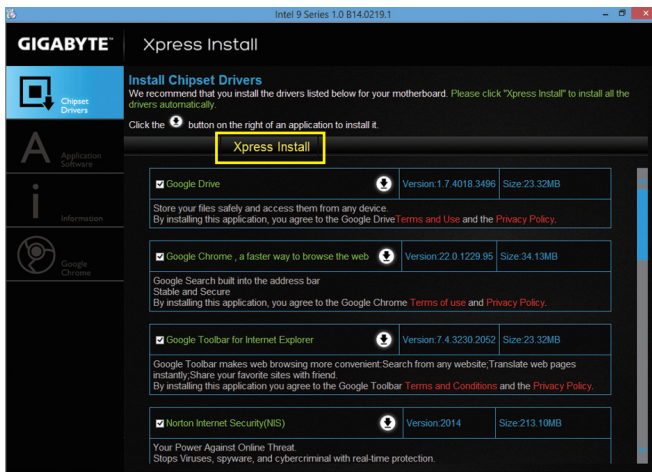 Intel 9 Series 1.0 B14.0219.1
GIGABYTE™
Xpress Install
Chipset
Drivers
Application
Software
Information
Google
Chrome
Install Chipset Drivers
We recommend that you install the drivers listed below for your motherboard. Please click "Xpress Install" to install all the
drivers automatically.
Click the button on the right of an application to install it.
Xpress Install
Google Drive Version:1.7.4018.3496 Size:23.32MB
Store your files safely and access them from any device.
By installing this application, you agree to the Google DriveTerms and Use and the Privacy Policy.
Google Chrome , a faster way to browse the web Version:22.0.1229.95 Size:34.13MB
Google Search built into the address bar
Stable and Secure
By installing this application, you agree to the Google Chrome Terms of use and Privacy Policy.
Google Toolbar for Internet Explorer Version:7.4.3230.2052 Size:23.32MB
Google Toolbar makes web browsing more convenient:Search from any website;Translate web pages
instantly;Share your favorite sites with friend.
By installing this application you agree to the Google Toolbar Terms and Conditions and the Privacy Policy.
Norton Internet Security(NIS) Version:2014 Size:213.10MB
Your Power Against Online Threat.
Stops Viruses, spyware, and cybercriminal with real-time protection.